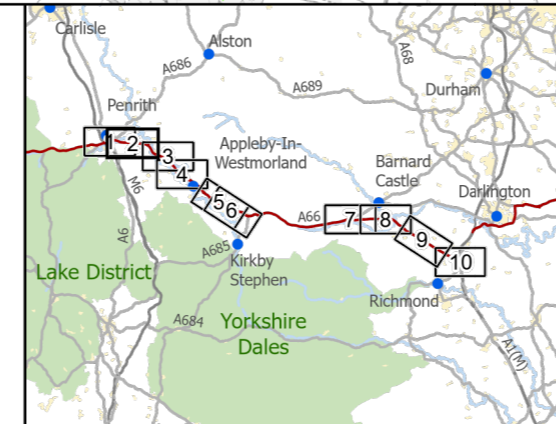 Carlisle
Alston
A686
A68
A689
Durham
Penrith
1
2
3
4
Appleby-In-
Westmorland
Barnard
Castle
Darlington
M6
5
6
A66
7
8
9
10
A6
A685
Kirkby
Stephen
Lake District
Richmond
A684
Yorkshire
Dales
A1(M)